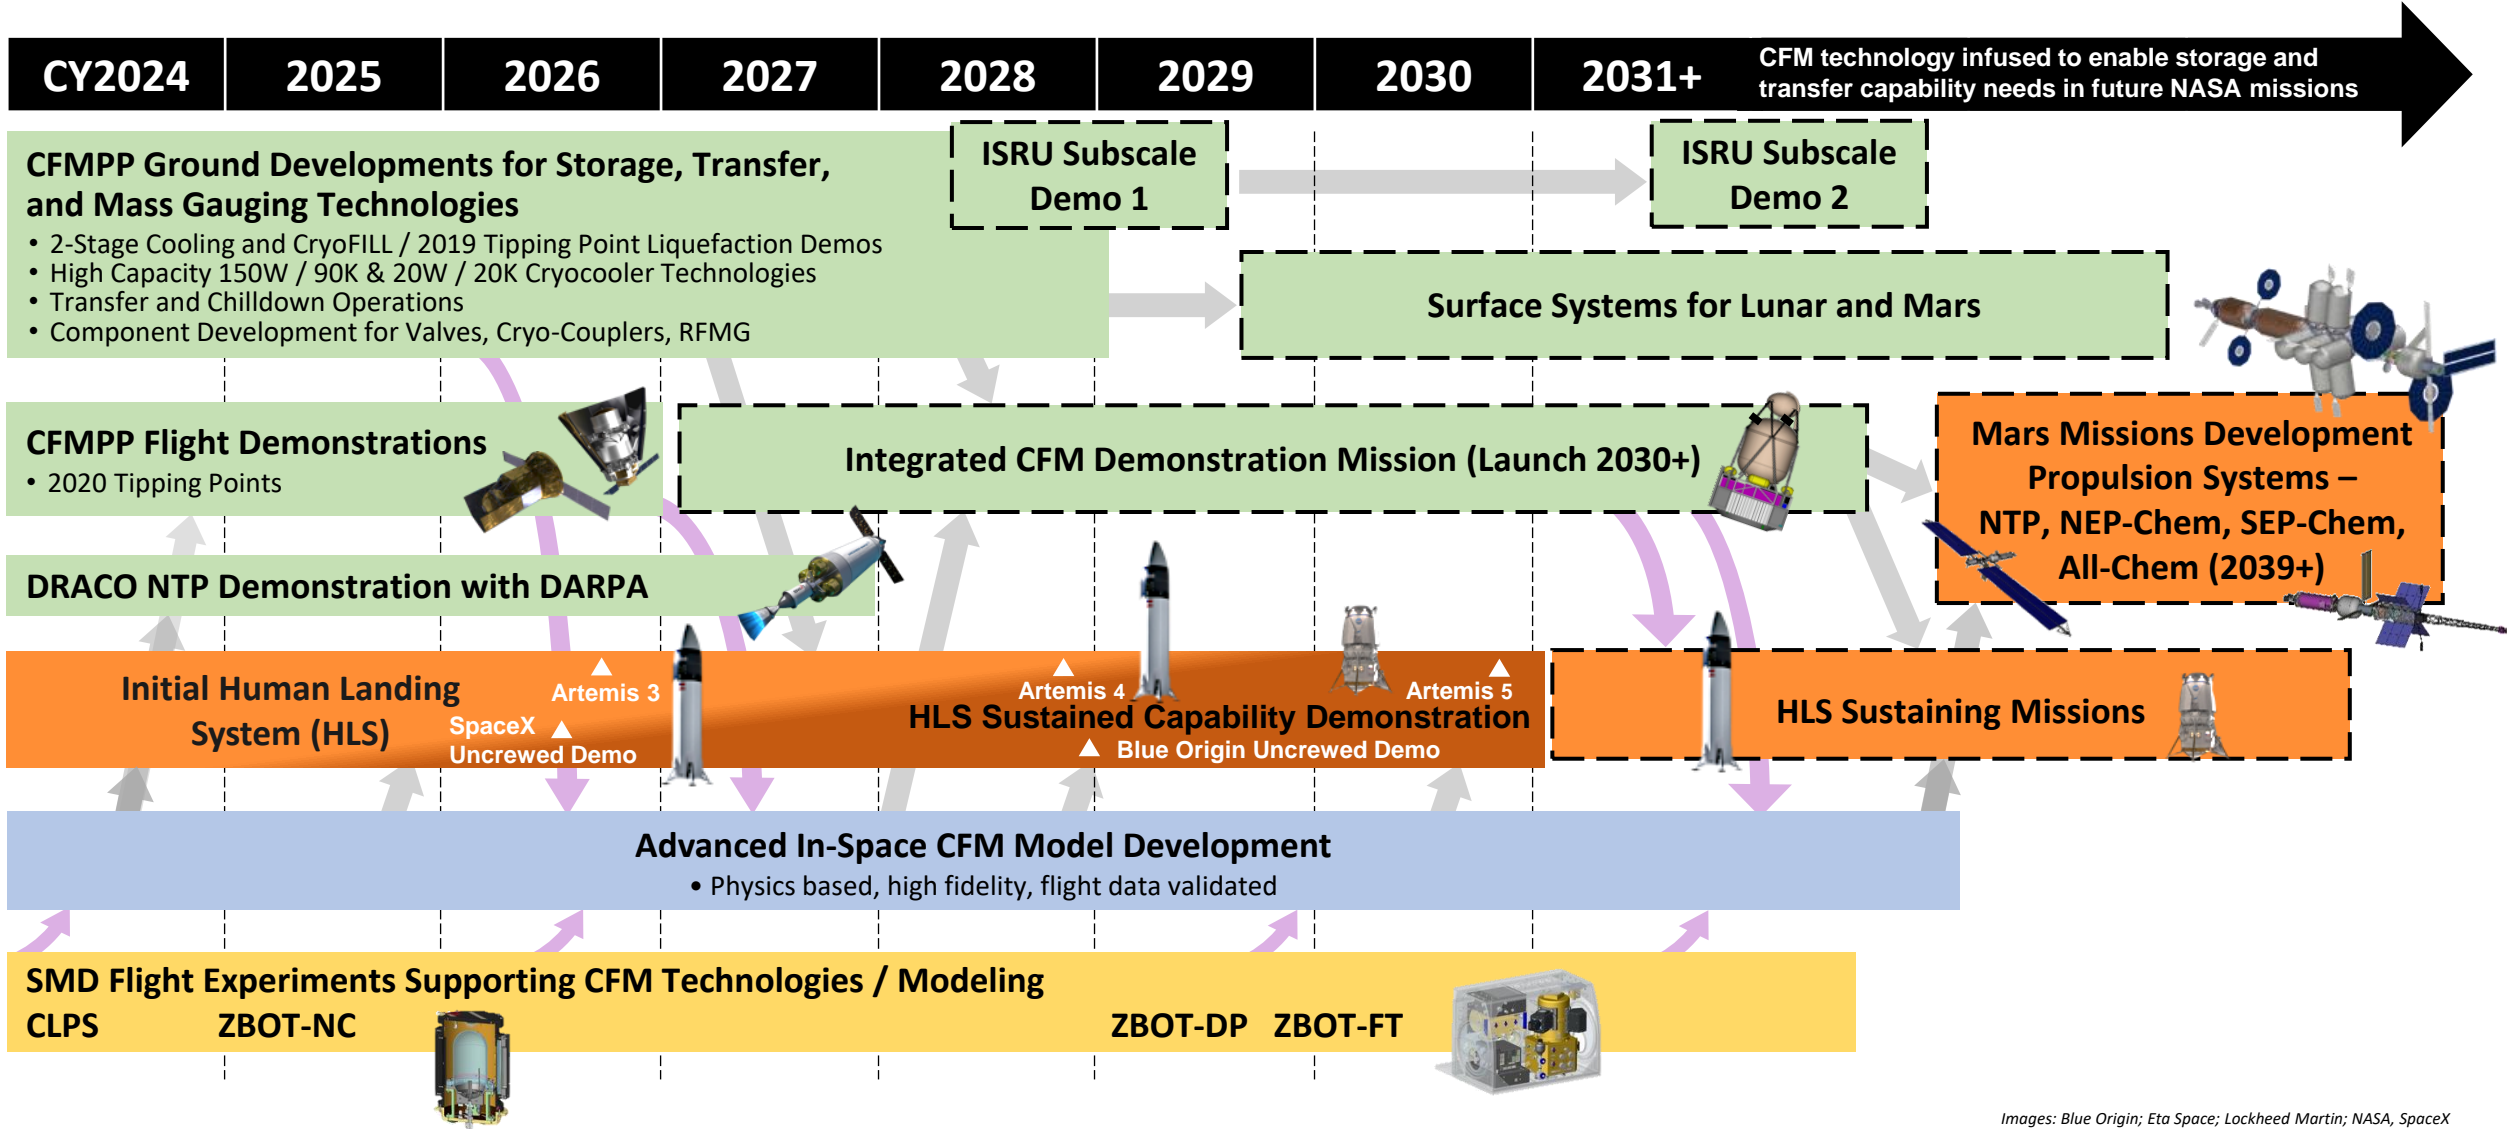 CY2024
2025
2026
2027
2028
2029
2030
2031+
CFM technology infused to enable storage and
transfer capability needs in future NASA missions
CFMPP Ground Developments for Storage, Transfer,
and Mass Gauging Technologies
• 2-Stage Cooling and CryoFILL / 2019 Tipping Point Liquefaction Demos
• High Capacity 150W / 90K & 20W / 20K Cryocooler Technologies
• Transfer and Chilldown Operations
• Component Development for Valves, Cryo-Couplers, RFMG
ISRU Subscale
Demo 1
ISRU Subscale
Demo 2
Surface Systems for Lunar and Mars
CFMPP Flight Demonstrations
• 2020 Tipping Points
Integrated CFM Demonstration Mission (Launch 2030+)
Mars Missions Development
Propulsion Systems –
NTP, NEP-Chem, SEP-Chem,
All-Chem (2039+)
DRACO NTP Demonstration with DARPA
Initial Human Landing
System (HLS)
Artemis 3
SpaceX
Uncrewed Demo
Artemis 4
Artemis 5
HLS Sustained Capability Demonstration
Blue Origin Uncrewed Demo
HLS Sustaining Missions
Advanced In-Space CFM Model Development
• Physics based, high fidelity, flight data validated
SMD Flight Experiments Supporting CFM Technologies / Modeling
CLPS
ZBOT-NC
ZBOT-DP
ZBOT-FT
Images: Blue Origin; Eta Space; Lockheed Martin; NASA, SpaceX